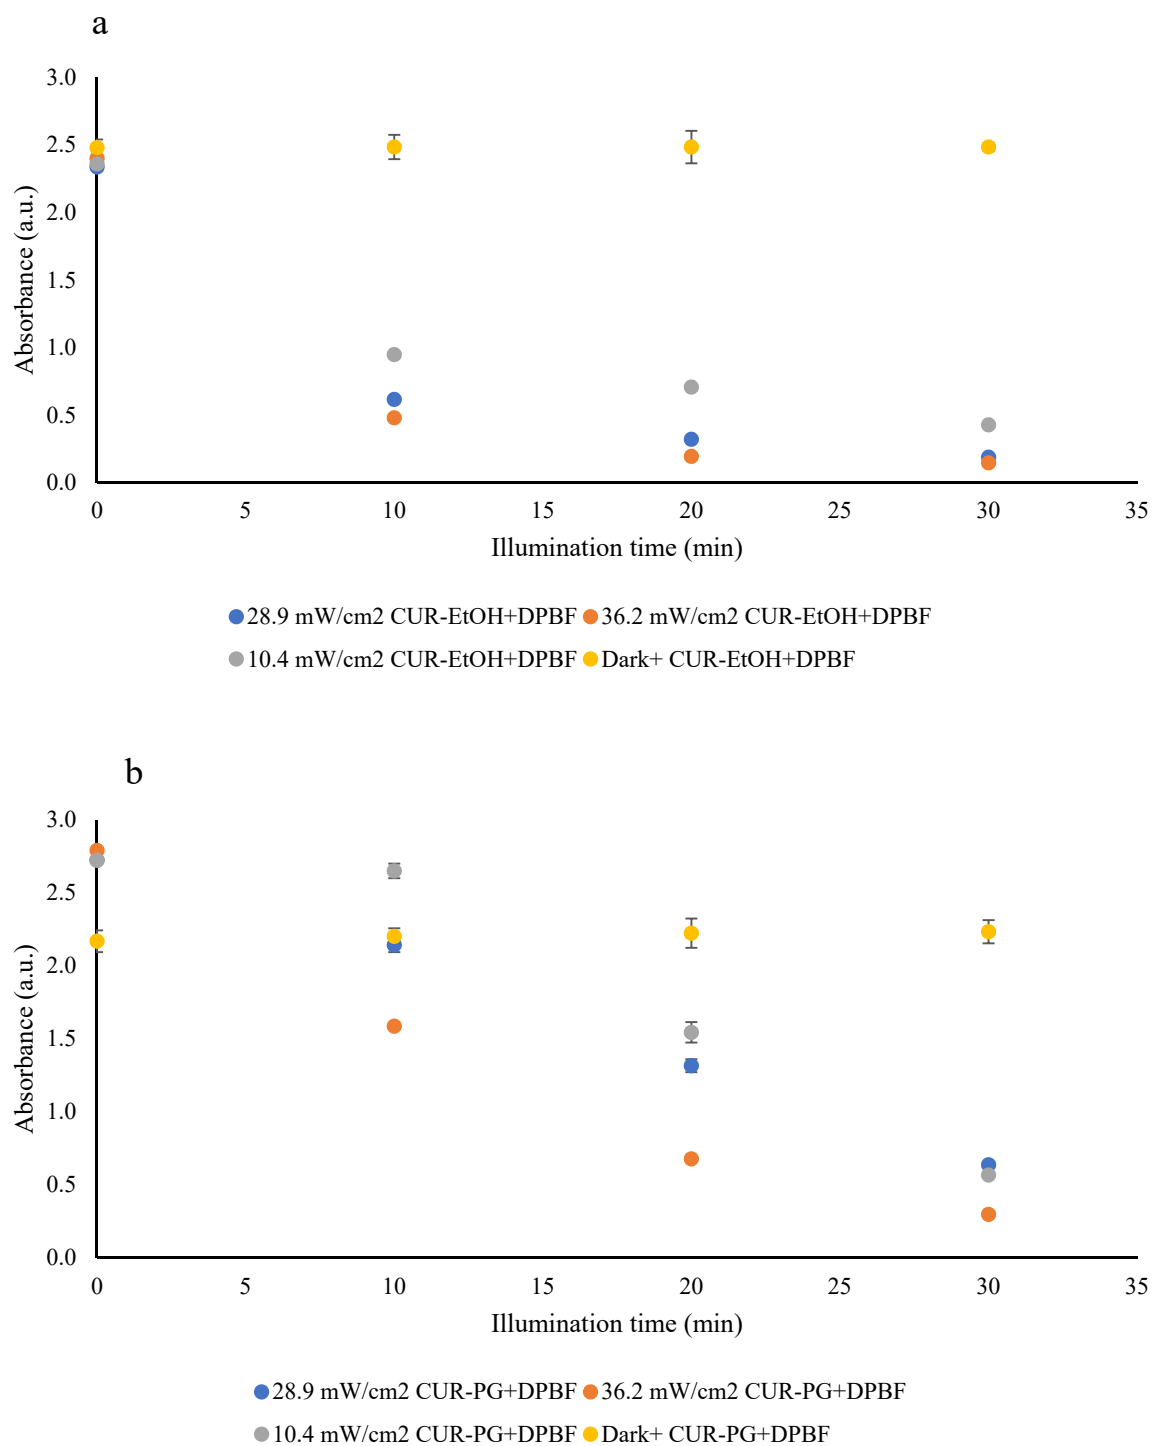 a
3.0
2.5
2.0
1.5
1.0
0.5
0.0
Absorbance (a.u.)
0 5 10 15 20 25 30 35
Illumination time (min)
28.9 mW/cm2 CUR-EtOH+DPBF 36.2 mW/cm2 CUR-EtOH+DPBF
10.4 mW/cm2 CUR-EtOH+DPBF Dark+ CUR-EtOH+DPBF
b
3.0
2.5
2.0
1.5
1.0
0.5
0.0
Absorbance (a.u.)
0 5 10 15 20 25 30 35
Illumination time (min)
28.9 mW/cm2 CUR-PG+DPBF 36.2 mW/cm2 CUR-PG+DPBF
10.4 mW/cm2 CUR-PG+DPBF Dark+ CUR-PG+DPBF